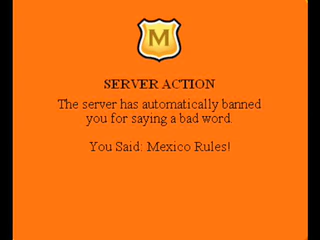 M
SERVER ACTION
The server has automatically banned
you for saying a bad word.
You Said: Mexico Rules!